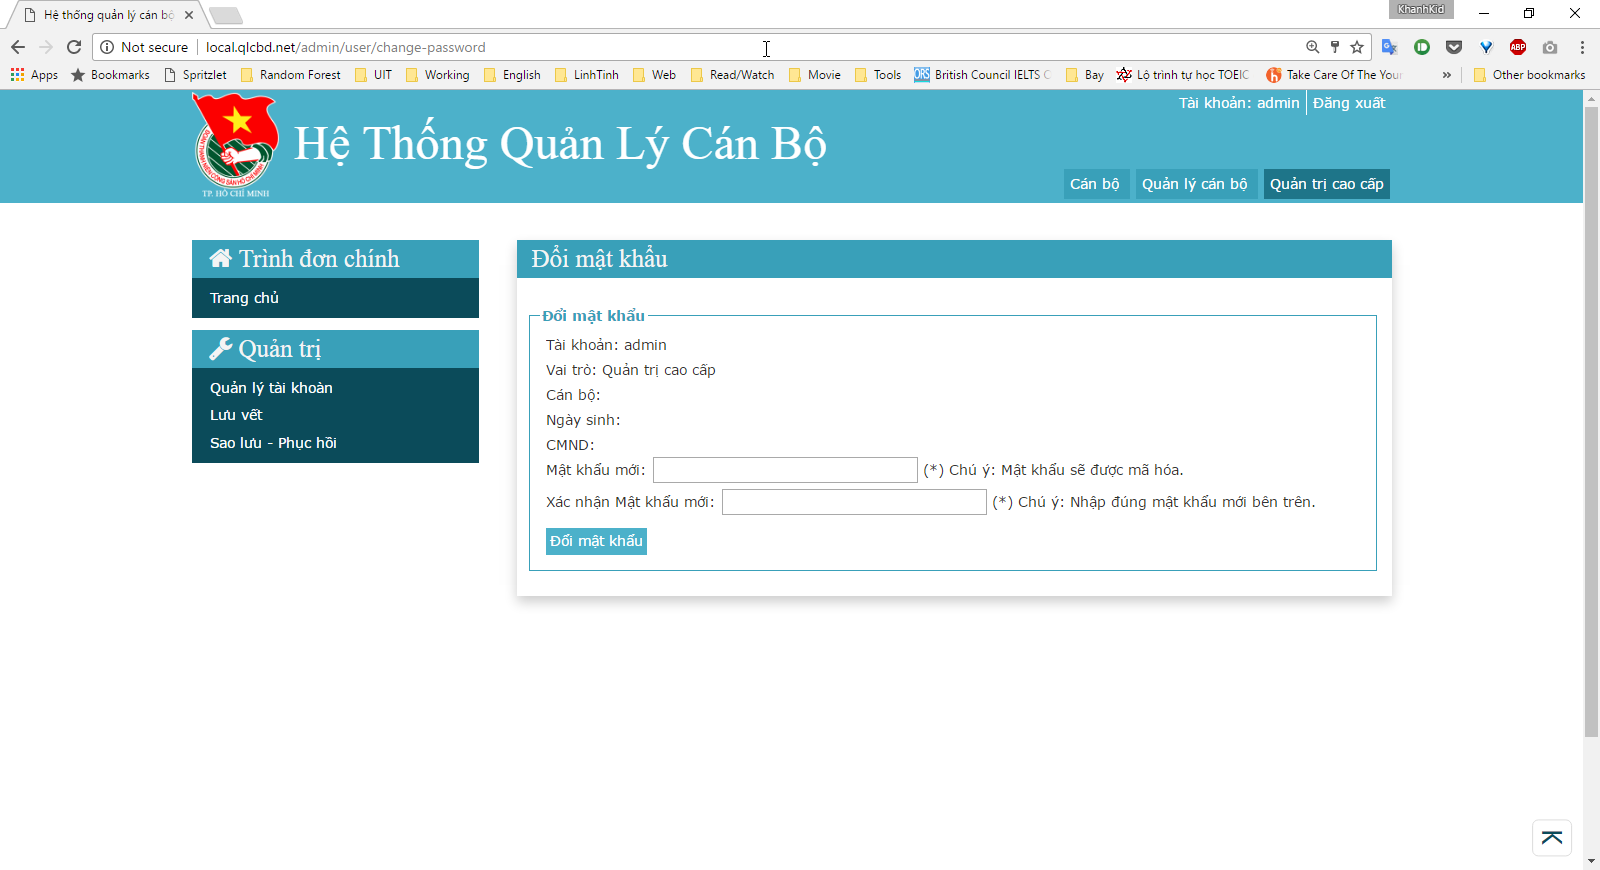 Hệ thống quản lý cán bộ
KhanhKid
Not secure
local.qlcbd.net/admin/user/change-password
Apps
Bookmarks
Spritzlet
Random Forest
UIT
Working
English
LinhTinh
Web
Read/Watch
Movie
Tools
ORS
British Council IELTS
Bay
Lộ trình tự học TOEIC
Take Care Of The Your
»
Other bookmarks
ABP
Tài khoản: admin
Đăng xuất
TP. HỒ CHÍ MINH
Hệ Thống Quản Lý Cán Bộ
Cán bộ
Quản lý cán bộ
Quản trị cao cấp
Trình đơn chính
Trang chủ
Quản trị
Quản lý tài khoàn
Lưu vết
Sao lưu - Phục hồi
Đổi mật khẩu
Đổi mật khẩu
Tài khoản: admin
Vai trò: Quản trị cao cấp
Cán bộ:
Ngày sinh:
CMND:
Mật khẩu mới:
(*) Chú ý: Mật khẩu sẽ được mã hóa.
Xác nhận Mật khẩu mới:
(*) Chú ý: Nhập đúng mật khẩu mới bên trên.
Đổi mật khẩu